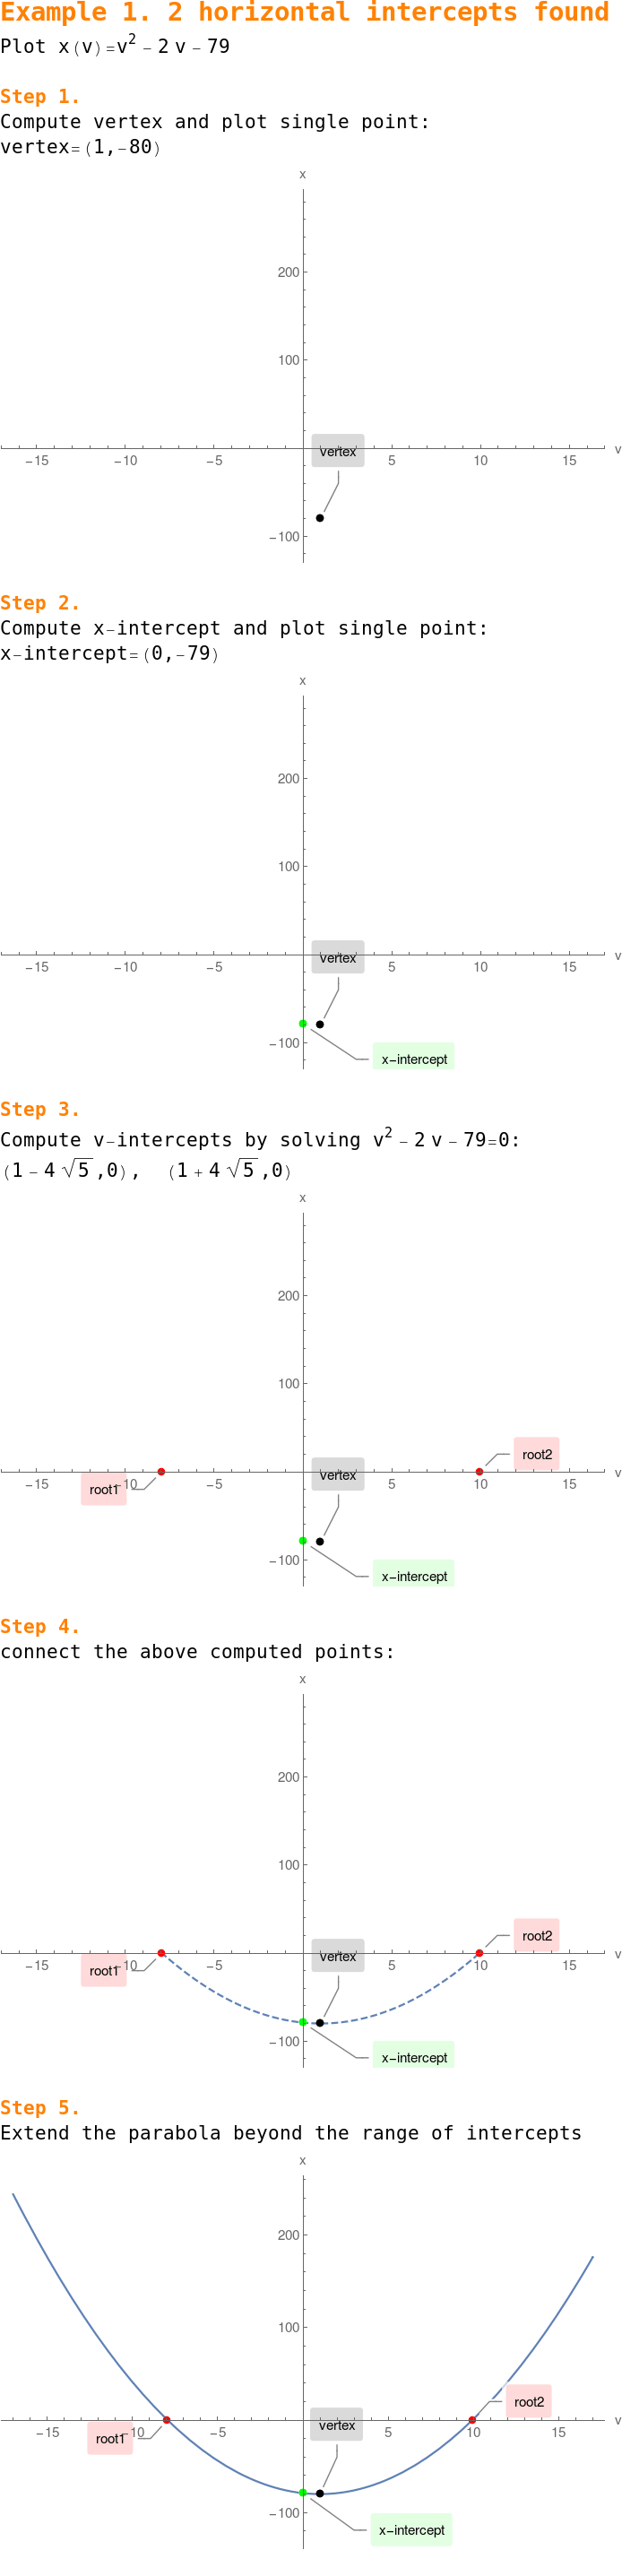 Example 1. 2 horizontal intercepts found
Plot x(v)=v² − 2 v − 79
Step 1.
Compute vertex and plot single point:
vertex=(1,−80)
x
200
100
vertex
−15 −10 −5 5 10 15 v
−100
Step 2.
Compute x−intercept and plot single point:
x−intercept=(0,−79)
x
200
100
vertex
−15 −10 −5 5 10 15 v
−100
x−intercept
Step 3.
Compute v−intercepts by solving v² − 2 v − 79=0:
(1 − 4 √5 ,0), (1 + 4 √5 ,0)
x
200
100
root2
vertex
−15 −10 −5 5 10 15 v
root1
−100
x−intercept
Step 4.
connect the above computed points:
x
200
100
root2
vertex
−15 −10 −5 5 10 15 v
root1
−100
x−intercept
Step 5.
Extend the parabola beyond the range of intercepts
x
200
100
root2
vertex
−15 −10 −5 5 10 15 v
root1
−100
x−intercept